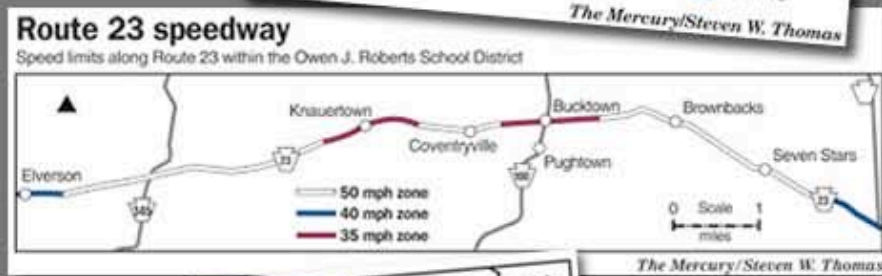 The Mercury/Steven W. Thomas
Route 23 speedway
Speed limits along Route 23 within the Owen J. Roberts School District
Knauertown
Bucktown
Brownbacks
Coventryville
23
Pughtown
Seven Stars
Elverson
100
23
345
50 mph zone
40 mph zone
35 mph zone
0 Scale 1
miles
The Mercury/Steven W. Thomas